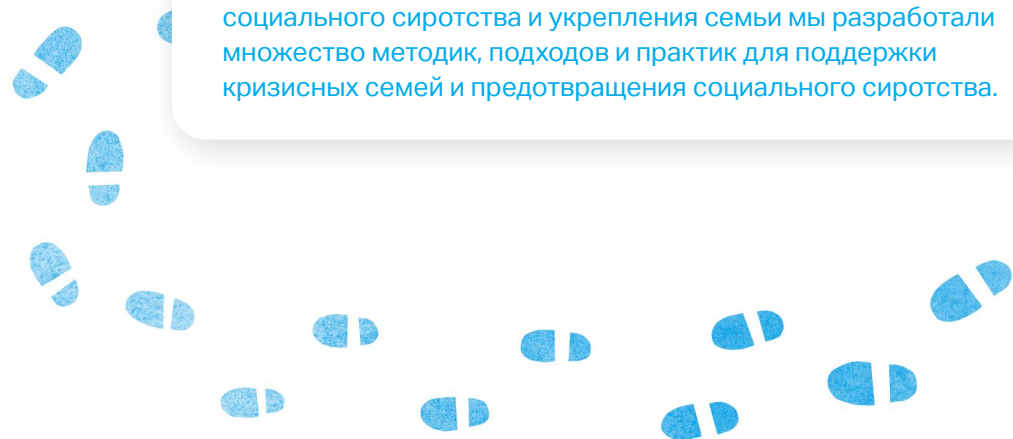 социального сиротства и укрепления семьи мы разработали
множество методик, подходов и практик для поддержки
кризисных семей и предотвращения социального сиротства.